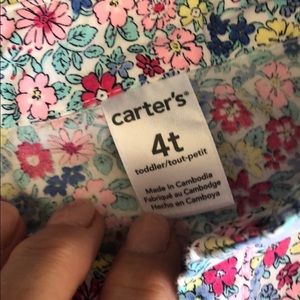 carter's®
4t
toddler/tout-petit
Made in Cambodia
Fabriqué au Cambodge
Hecho en Camboya